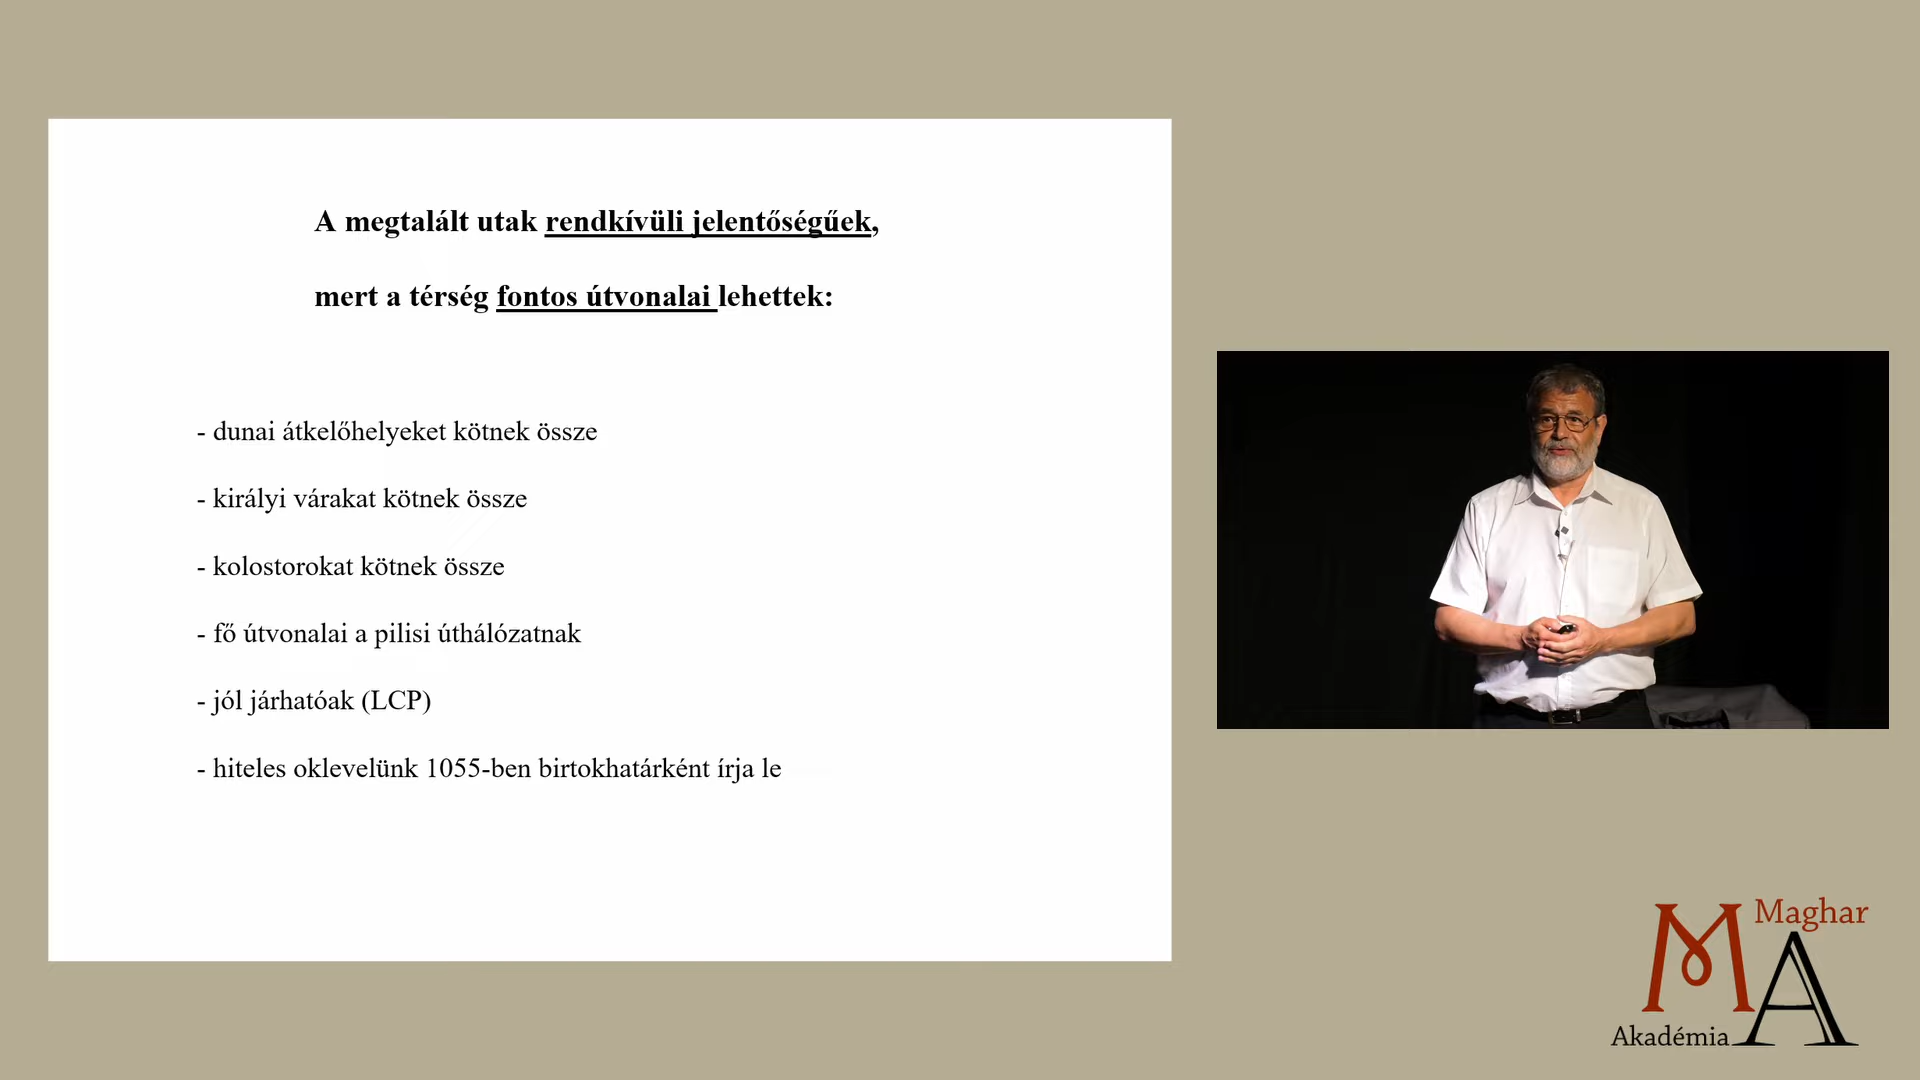 A megtalált utak rendkívüli jelentőségűek,
mert a térség fontos útvonalai lehettek:
- dunai átkelőhelyeket kötnek össze
- királyi várakat kötnek össze
- kolostorokat kötnek össze
- fő útvonalai a pilisi úthálózatnak
- jól járhatóak (LCP)
- hiteles oklevelünk 1055-ben birtokhatárként írja le
Maghar
MA
Akadémia